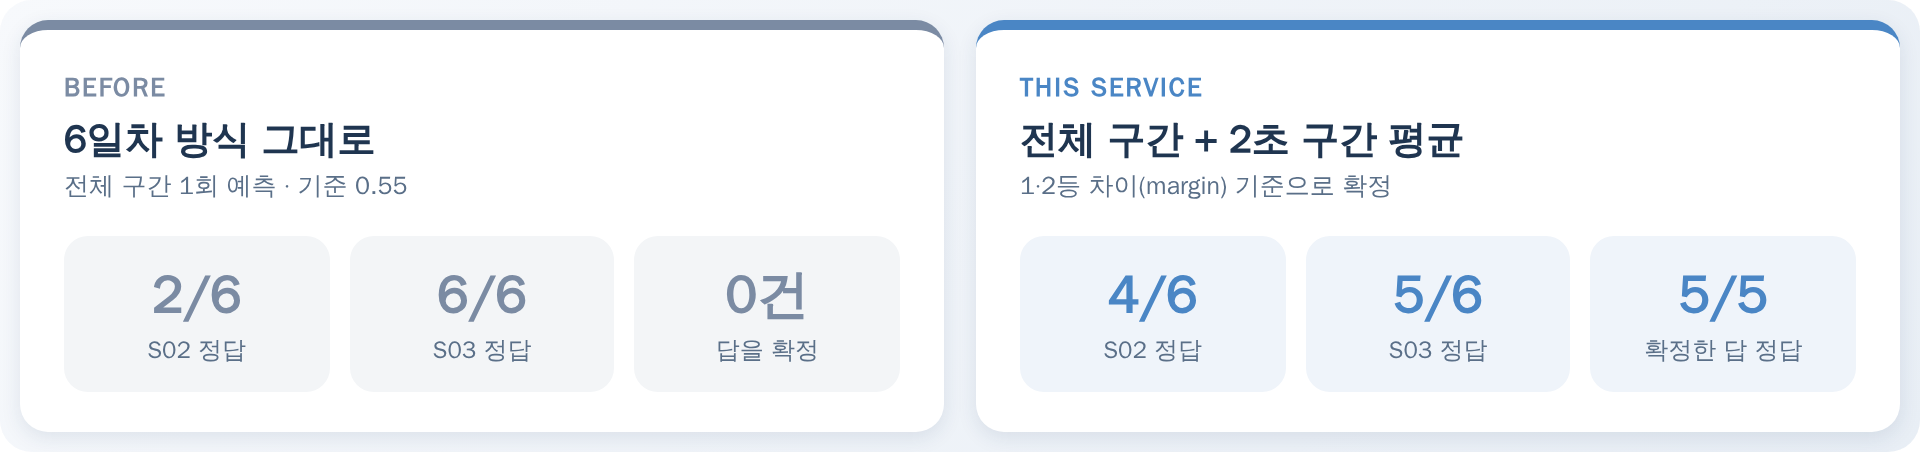 BEFORE
6일차 방식 그대로
전체 구간 1회 예측 · 기준 0.55
2/6
S02 정답
6/6
S03 정답
0건
답을 확정
THIS SERVICE
전체 구간 + 2초 구간 평균
1·2등 차이(margin) 기준으로 확정
4/6
S02 정답
5/6
S03 정답
5/5
확정한 답 정답